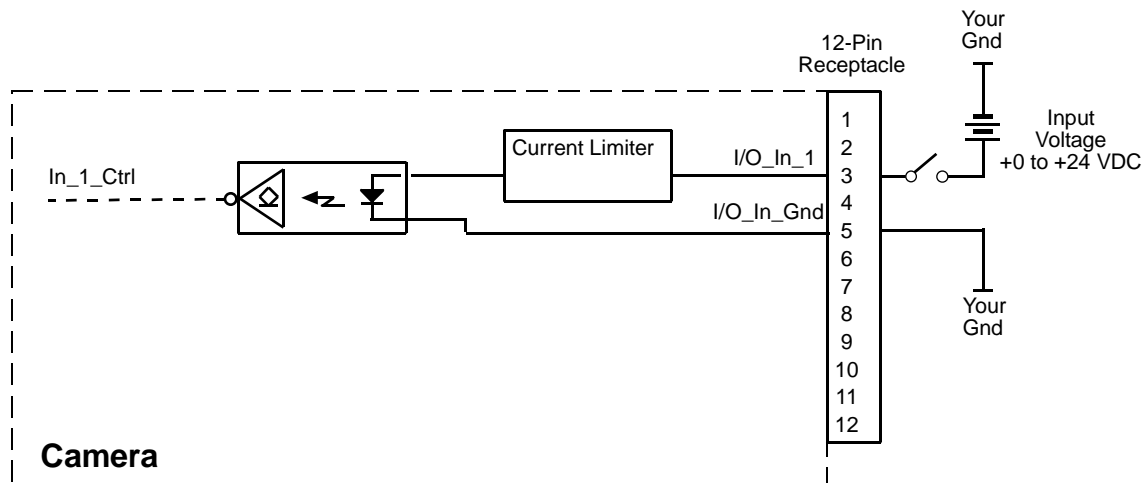 Your
Gnd
12-Pin
Receptacle
Input
Voltage
+0 to +24 VDC
1
2
3
4
5
6
7
8
9
10
11
12
Current Limiter
I/O_In_1
In_1_Ctrl
I/O_In_Gnd
Your
Gnd
Camera